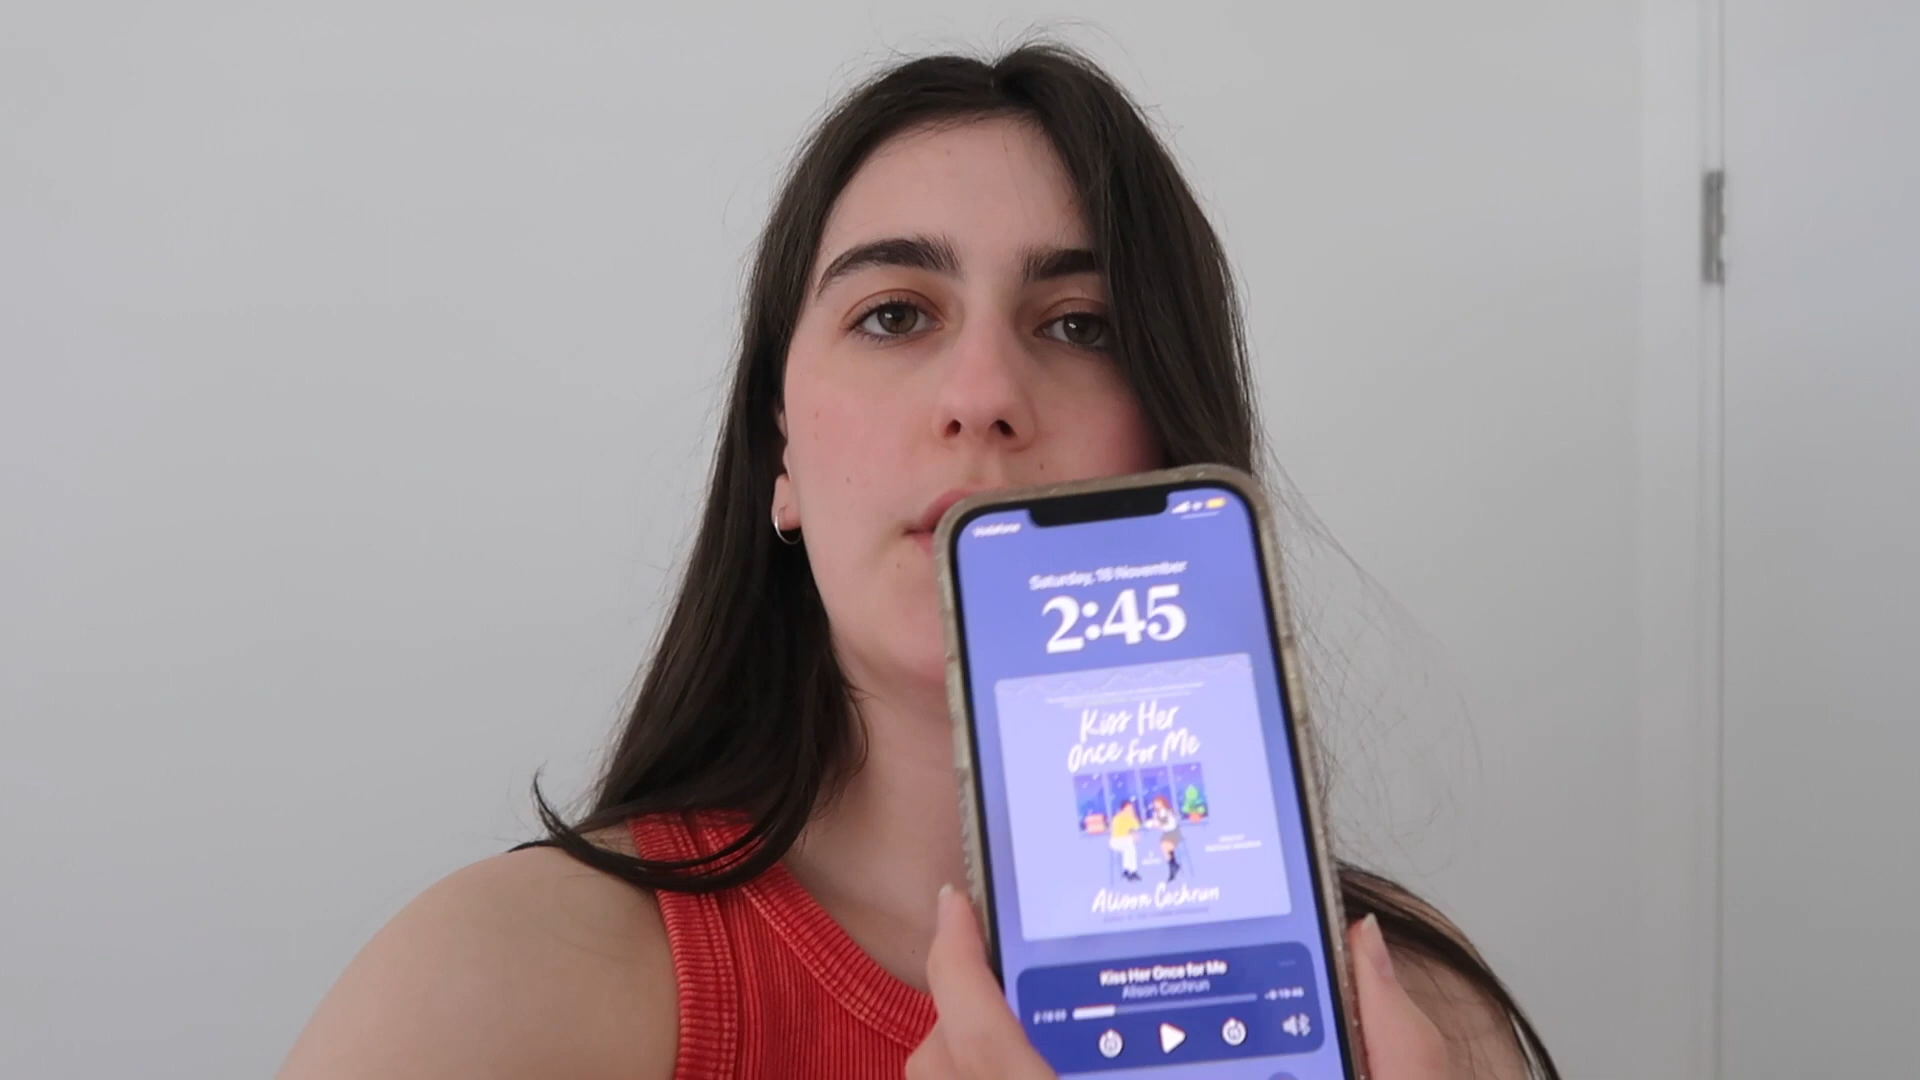 Vodafone
Saturday, 18 November
2:45
Kiss Her
Once for Me
Alison Cochrun
Kiss Her Once for Me
Alison Cochrun